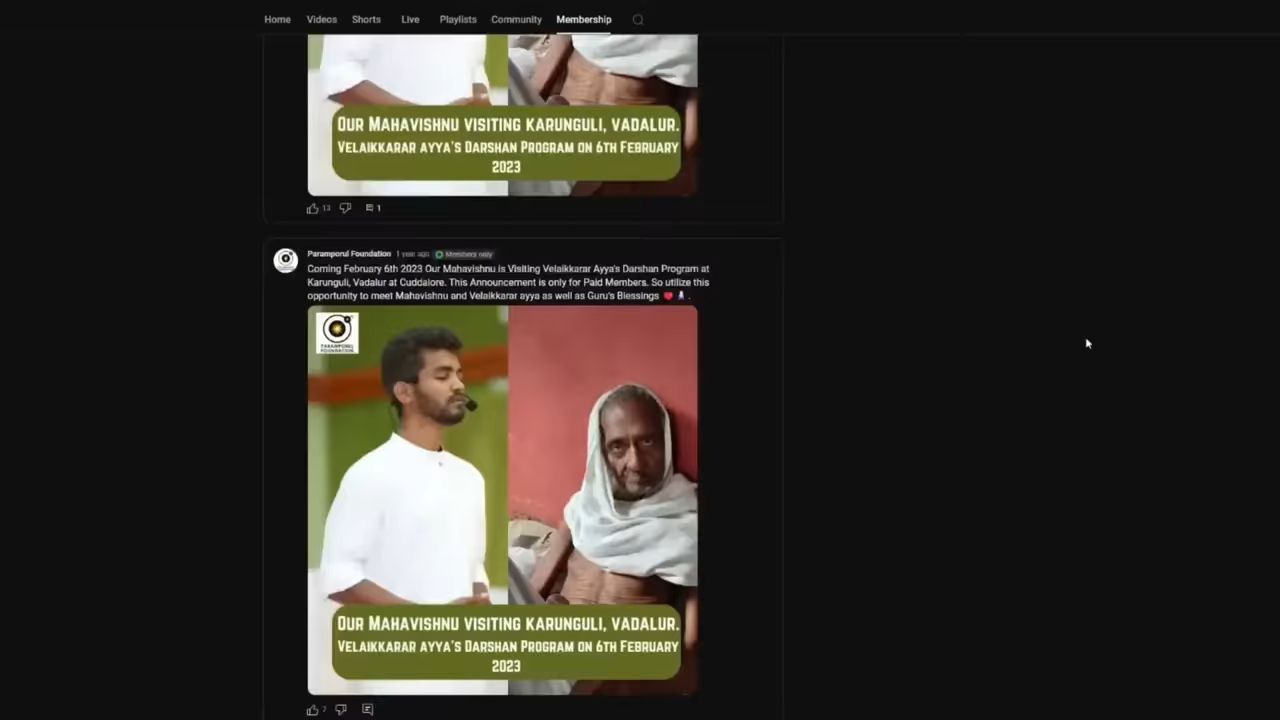 Home Videos Shorts Live Playlists Community Membership
OUR MAHAVISHNU VISITING KARUNGULI, VADALUR.
VELAIKKARAR AYYA'S DARSHAN PROGRAM ON 6TH FEBRUARY
2023
13 1
Paramporul Foundation 1 year ago Members only
Coming February 6th 2023 Our Mahavishnu is Visiting Velaikkarar Ayya's Darshan Program at
Karunguli, Vadalur at Cuddalore. This Announcement is only for Paid Members. So utilize this
opportunity to meet Mahavishnu and Velaikkarar ayya as well as Guru's Blessings ❤️ .
PARAMPORUL
FOUNDATION
OUR MAHAVISHNU VISITING KARUNGULI, VADALUR.
VELAIKKARAR AYYA'S DARSHAN PROGRAM ON 6TH FEBRUARY
2023